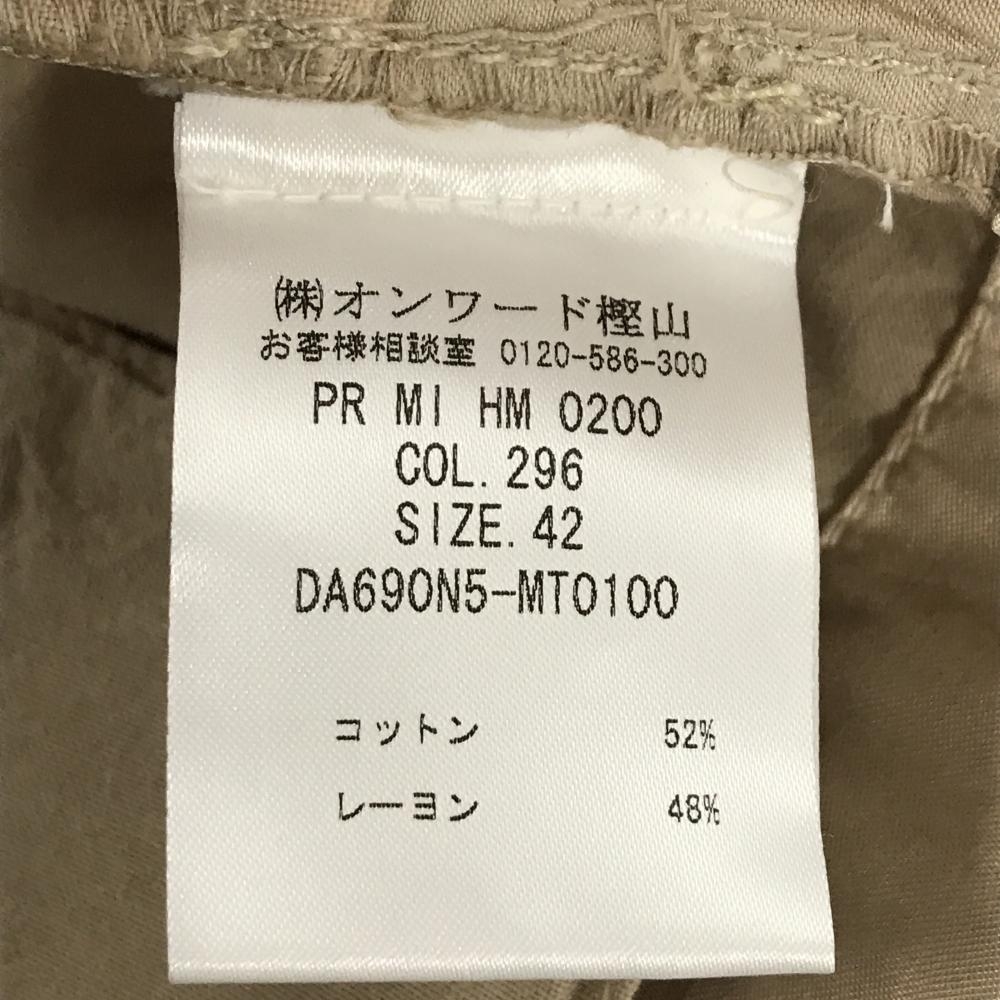 ㈱オンワード樫山
お客様相談室 0120-586-300
PR MI HM 0200
COL. 296
SIZE. 42
DA690N5-MT0100
コットン 52%
レーヨン 48%